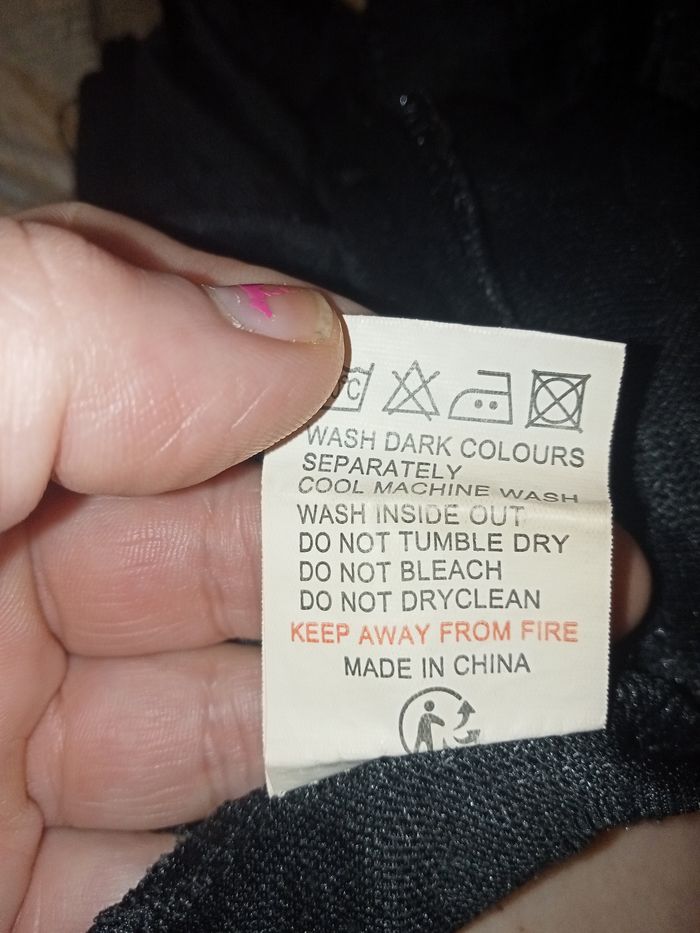 WASH DARK COLOURS
SEPARATELY
COOL MACHINE WASH
WASH INSIDE OUT
DO NOT TUMBLE DRY
DO NOT BLEACH
DO NOT DRYCLEAN
KEEP AWAY FROM FIRE
MADE IN CHINA